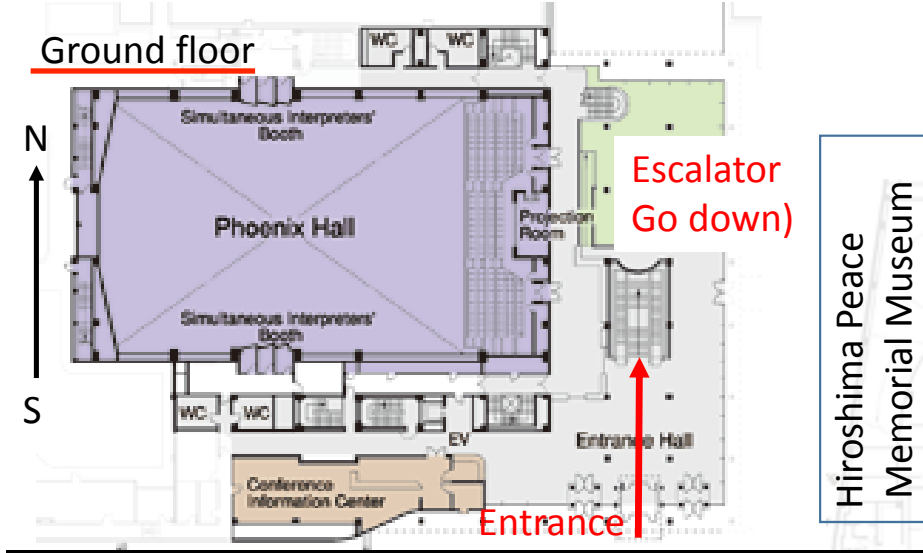 Ground floor
WC
WC
N
Simultaneous Interpreters'
Booth
Escalator
Go down)
Phoenix Hall
Projection
Room
Simultaneous Interpreters'
Booth
S
WC
WC
EV
Entrance Hall
Conference
Information Center
Entrance
Hiroshima Peace
Memorial Museum